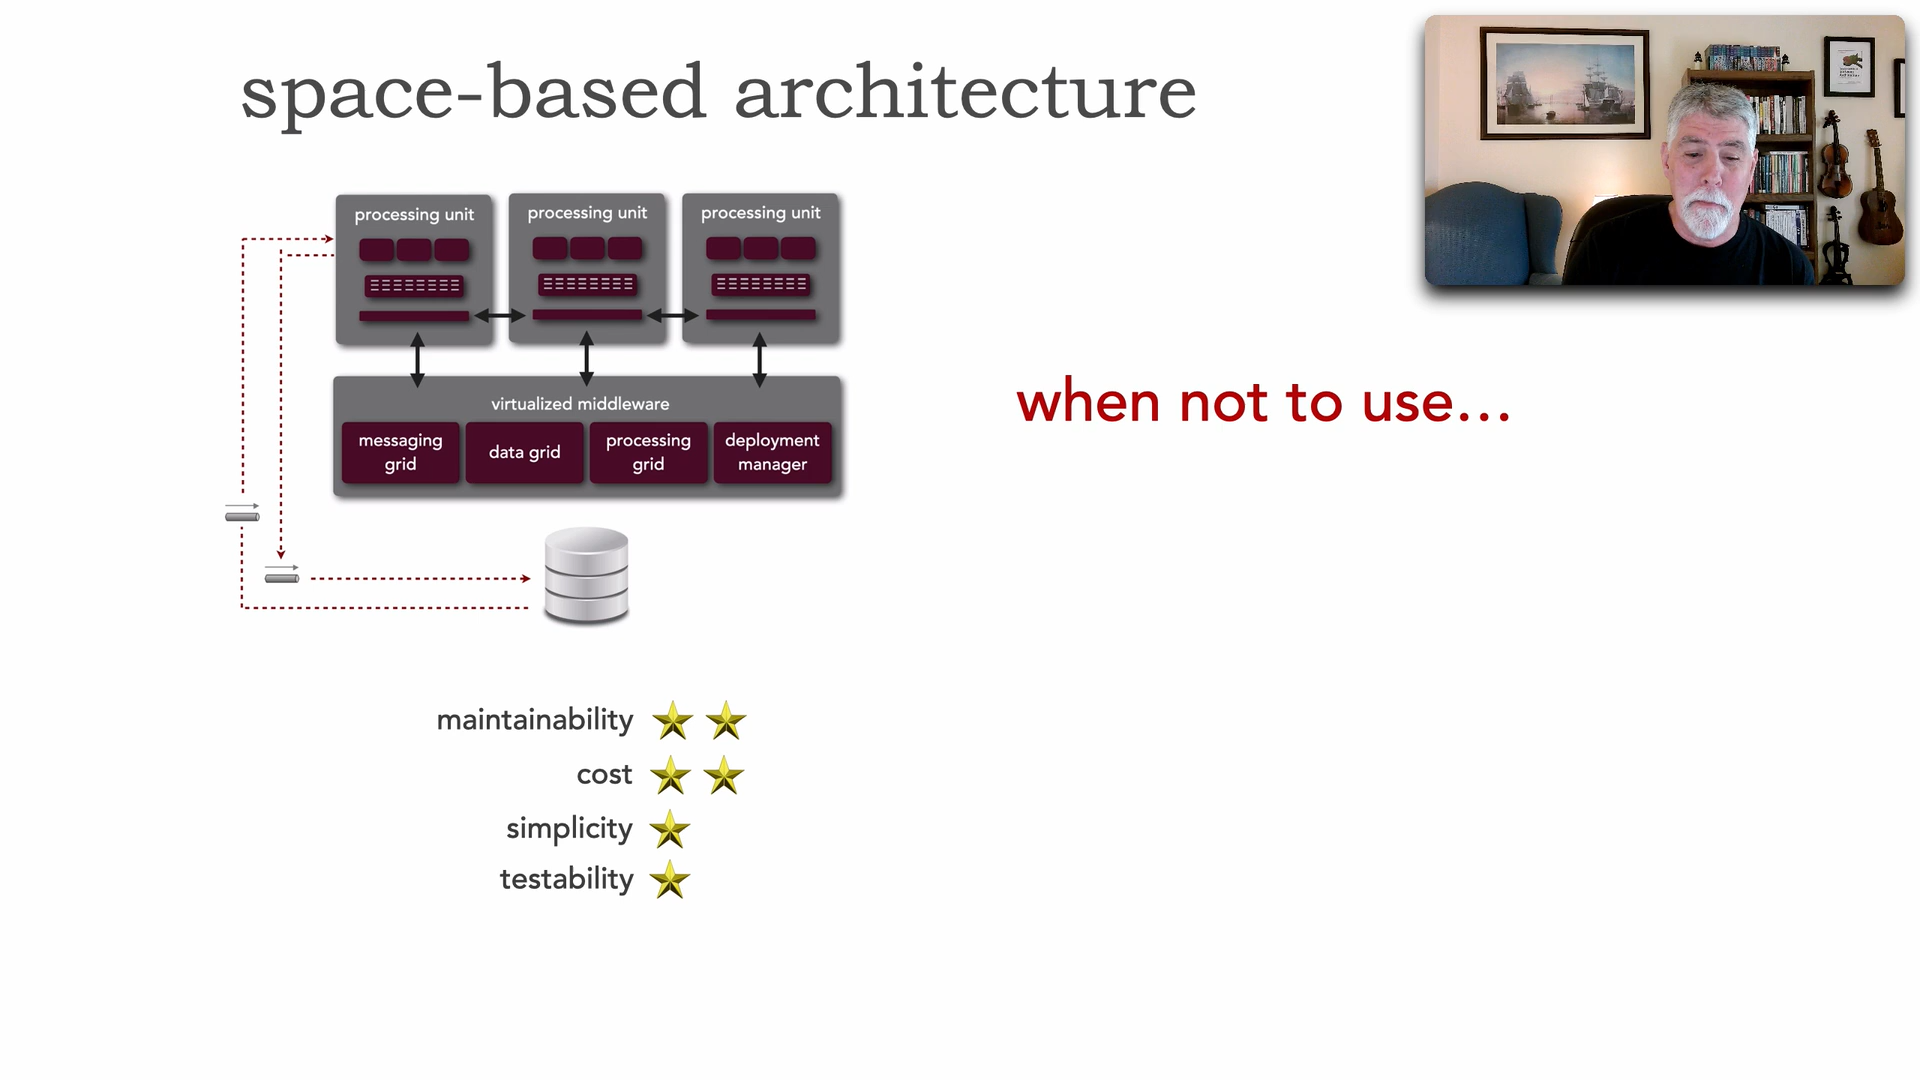 space-based architecture
processing unit
processing unit
processing unit
virtualized middleware
messaging
grid
data grid
processing
grid
deployment
manager
when not to use...
maintainability
cost
simplicity
testability